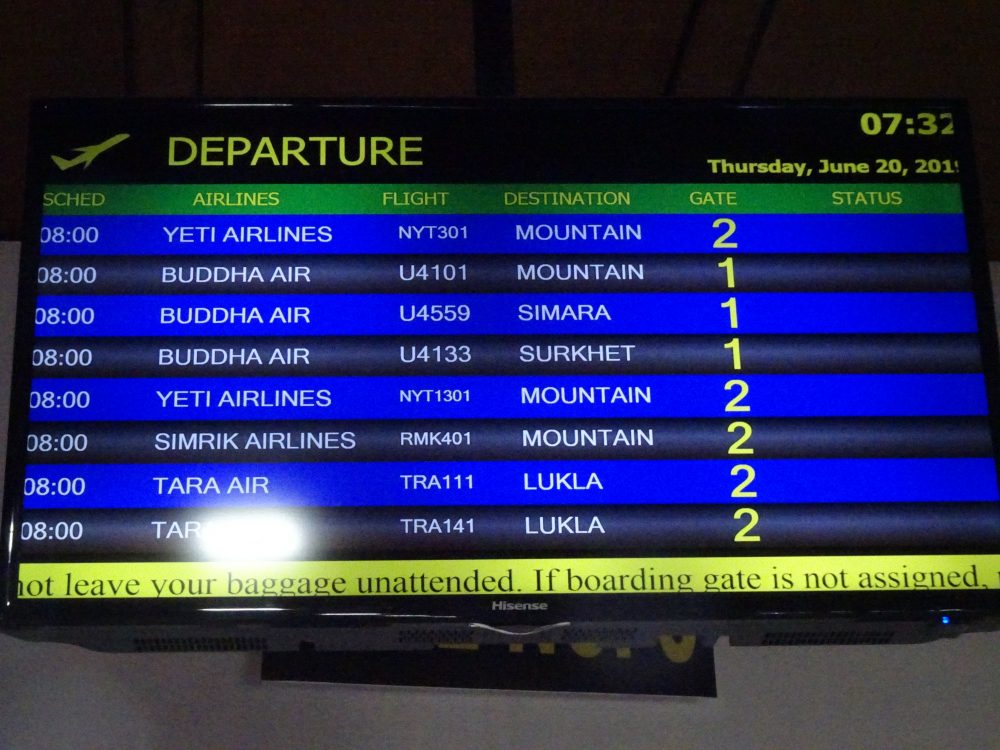 07:32
DEPARTURE
Thursday, June 20, 201
SCHED AIRLINES FLIGHT DESTINATION GATE STATUS
08:00 YETI AIRLINES NYT301 MOUNTAIN 2
08:00 BUDDHA AIR U4101 MOUNTAIN 1
08:00 BUDDHA AIR U4559 SIMARA 1
08:00 BUDDHA AIR U4133 SURKHET 1
08:00 YETI AIRLINES NYT1301 MOUNTAIN 2
08:00 SIMRIK AIRLINES RMK401 MOUNTAIN 2
08:00 TARA AIR TRA111 LUKLA 2
08:00 TRA141 LUKLA 2
not leave your baggage unattended. If boarding gate is not assigned,
Hisense